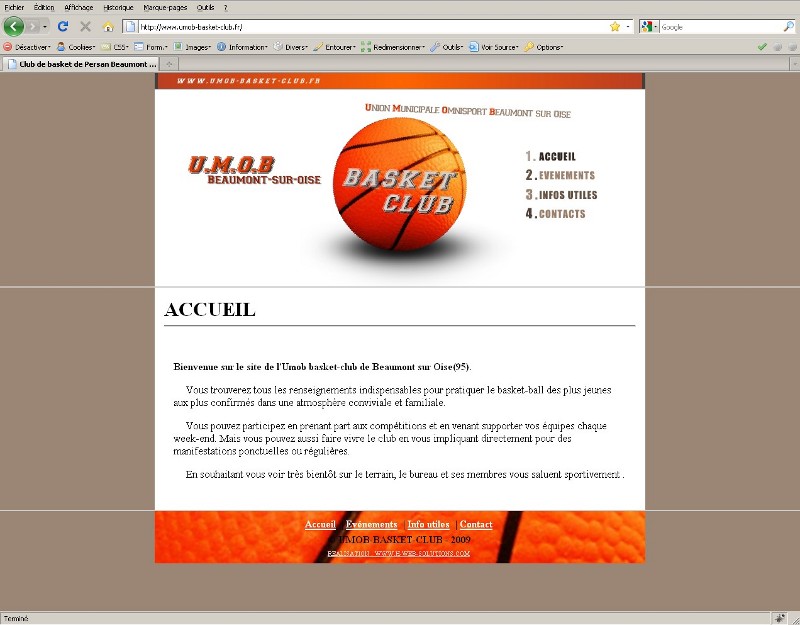 Fichier Édition Affichage Historique Marque-pages Outils ?
http://www.umob-basket-club.fr/
Google
Désactiver Cookies CSS Form. Images Information Divers Entourer Redimensionner Outils Voir Source Options
Club de basket de Persan Beaumont ...
WWW.UMOB-BASKET-CLUB.FR
Union Municipale Omnisport Beaumont sur Oise
U.M.O.B
BEAUMONT-SUR-OISE
BASKET
CLUB
1. ACCUEIL
2. EVENEMENTS
3. INFOS UTILES
4. CONTACTS
ACCUEIL
Bienvenue sur le site de l'Umob basket-club de Beaumont sur Oise(95).
Vous trouverez tous les renseignements indispensables pour pratiquer le basket-ball des plus jeunes
aux plus confirmés dans une atmosphère conviviale et familiale.
Vous pouvez participez en prenant part aux compétitions et en venant supporter vos équipes chaque
week-end. Mais vous pouvez aussi faire vivre le club en vous impliquant directement pour des
manifestations ponctuelles ou régulières.
En souhaitant vous voir très bientôt sur le terrain, le bureau et ses membres vous saluent sportivement .
Accueil | Evénements | Info utiles | Contact
UMOB-BASKET-CLUB - 2009
REALISATION : WWW.E-WEB-SOLUTIONS.COM
Terminé